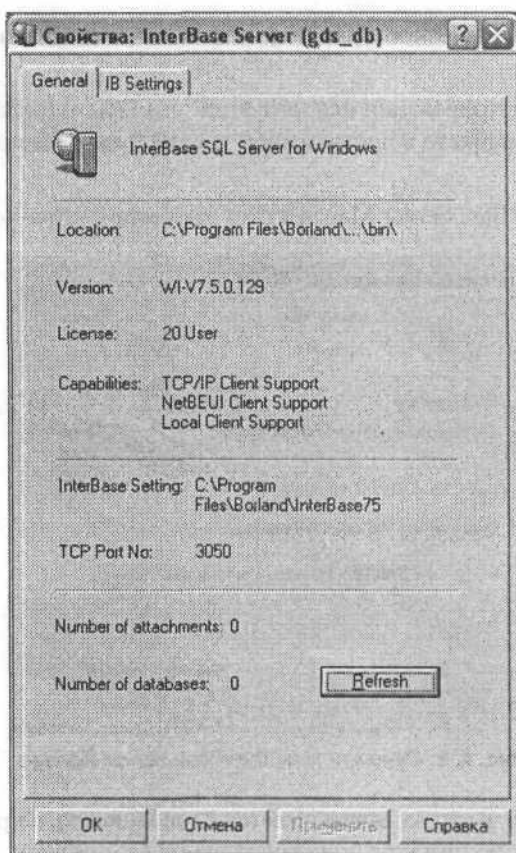 Свойства: InterBase Server (gds_db)
General IB Settings
InterBase SQL Server for Windows
Location: C:\Program Files\Borland\...\bin\
Version: WI-V7.5.0.129
License: 20 User
Capabilities: TCP/IP Client Support
NetBEUI Client Support
Local Client Support
InterBase Setting: C:\Program
Files\Borland\InterBase75
TCP Port No: 3050
Number of attachments: 0
Number of databases: 0 Refresh
OK Отмена Применить Справка